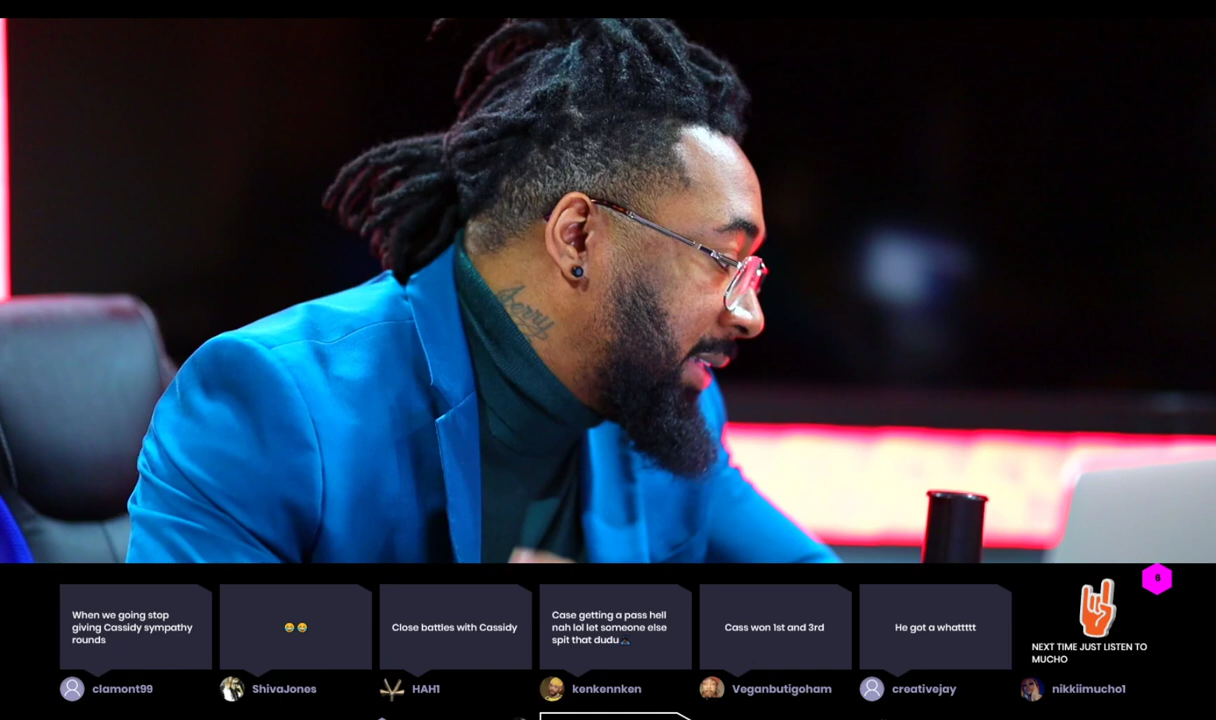 6
When we going stop
giving Cassidy sympathy
rounds
Close battles with Cassidy
Case getting a pass hell
nah lol let someone else
spit that dudu
Cass won 1st and 3rd
He got a whattttt
NEXT TIME JUST LISTEN TO
MUCHO
clamont99
ShivaJones
HAH1
kenkennken
Veganbutigoham
creativejay
nikkiimucho1